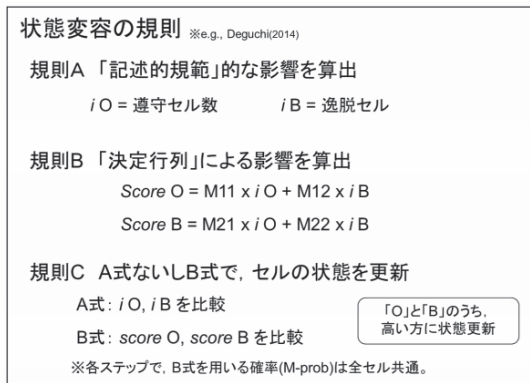 状態変容の規則 ※e.g., Deguchi(2014)
規則A 「記述的規範」的な影響を算出
i O = 遵守セル数 i B = 逸脱セル
規則B 「決定行列」による影響を算出
Score O = M11 x i O + M12 x i B
Score B = M21 x i O + M22 x i B
規則C A式ないしB式で, セルの状態を更新
A式: i O, i B を比較
B式: score O, score B を比較
「O」と「B」のうち,
高い方に状態更新
※各ステップで, B式を用いる確率(M-prob)は全セル共通。